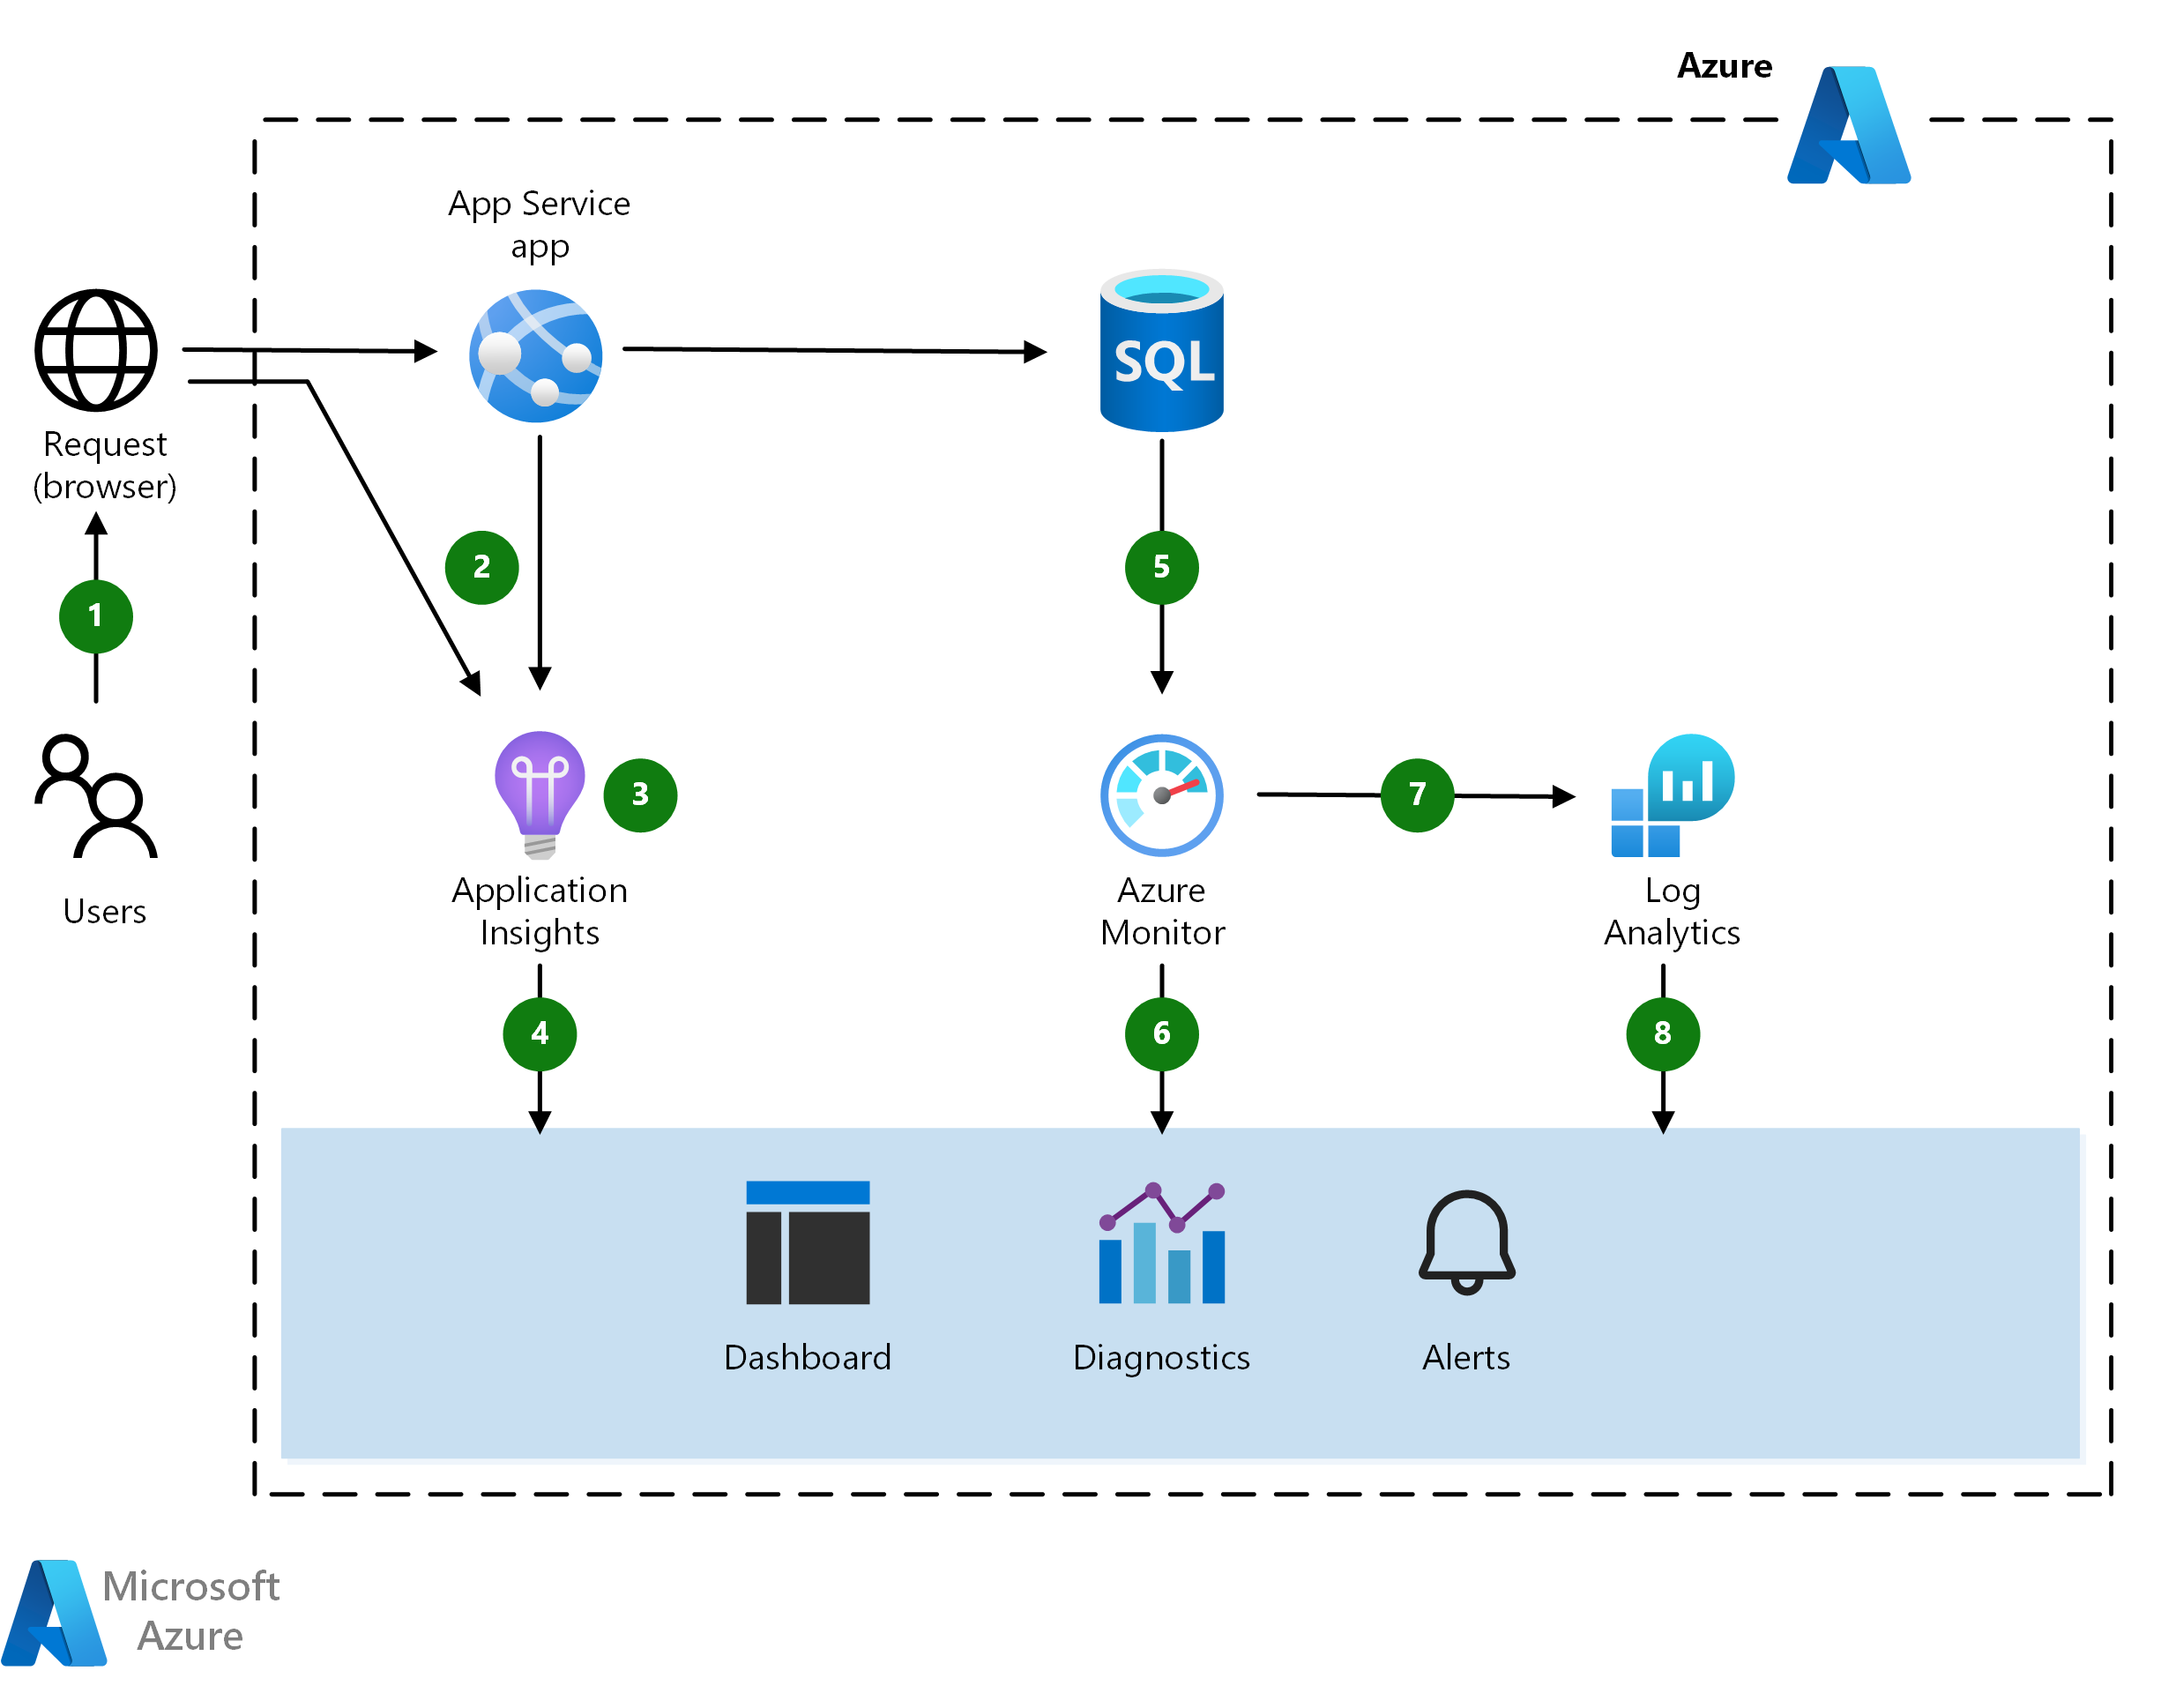 Azure
App Service
app
SQL
Request
(browser)
2
5
1
3
7
Users
Application
Insights
Azure
Monitor
Log
Analytics
4
6
8
Dashboard
Diagnostics
Alerts
Microsoft
Azure